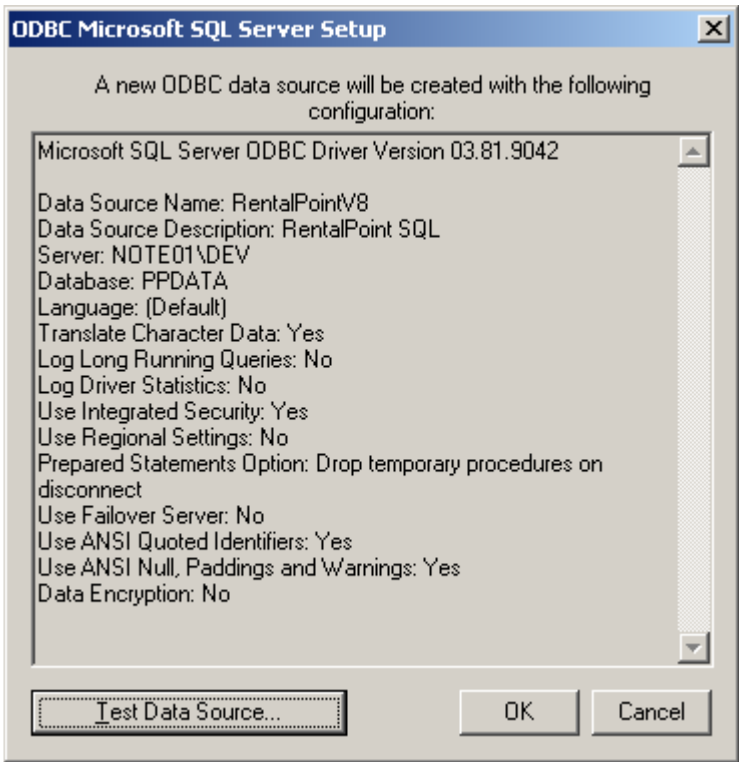 ODBC Microsoft SQL Server Setup
A new ODBC data source will be created with the following
configuration:
Microsoft SQL Server ODBC Driver Version 03.81.9042
Data Source Name: RentalPointV8
Data Source Description: RentalPoint SQL
Server: NOTE01\DEV
Database: PPDATA
Language: (Default)
Translate Character Data: Yes
Log Long Running Queries: No
Log Driver Statistics: No
Use Integrated Security: Yes
Use Regional Settings: No
Prepared Statements Option: Drop temporary procedures on
disconnect
Use Failover Server: No
Use ANSI Quoted Identifiers: Yes
Use ANSI Null, Paddings and Warnings: Yes
Data Encryption: No
Test Data Source...
OK
Cancel